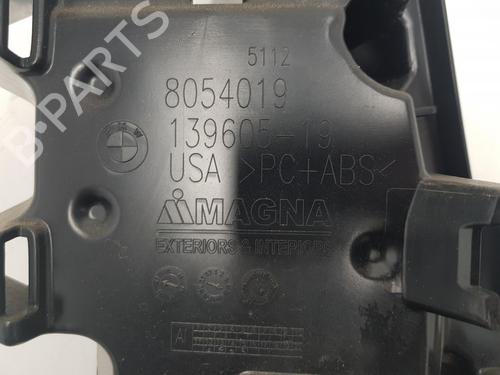 B-PARTS
5112
8054019
139605-19
USA >PC+ABS<
MAGNA
EXTERIORS & INTERIORS